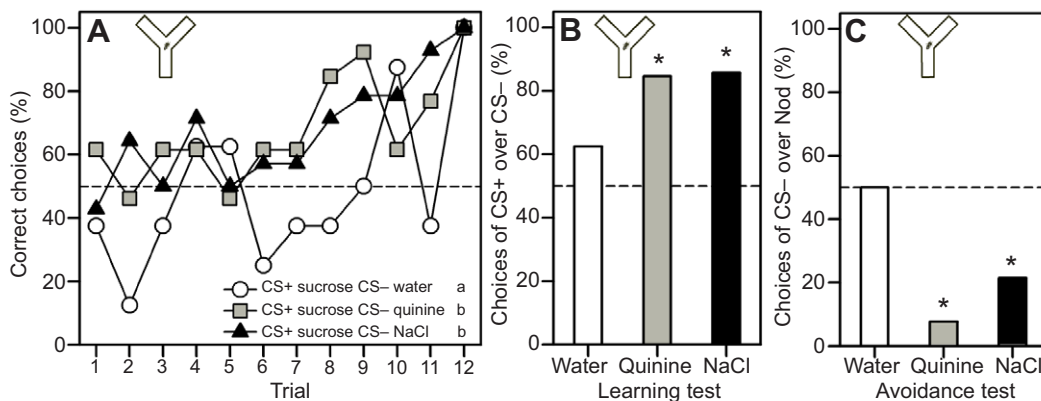 A
Correct choices (%)
100
80
60
40
20
0
CS+ sucrose CS– water a
CS+ sucrose CS– quinine b
CS+ sucrose CS– NaCl b
1 2 3 4 5 6 7 8 9 10 11 12
Trial
B
Choices of CS+ over CS– (%)
100
80
60
40
20
0
* *
Water Quinine NaCl
Learning test
C
Choices of CS– over Nod (%)
100
80
60
40
20
0
*
*
Water Quinine NaCl
Avoidance test